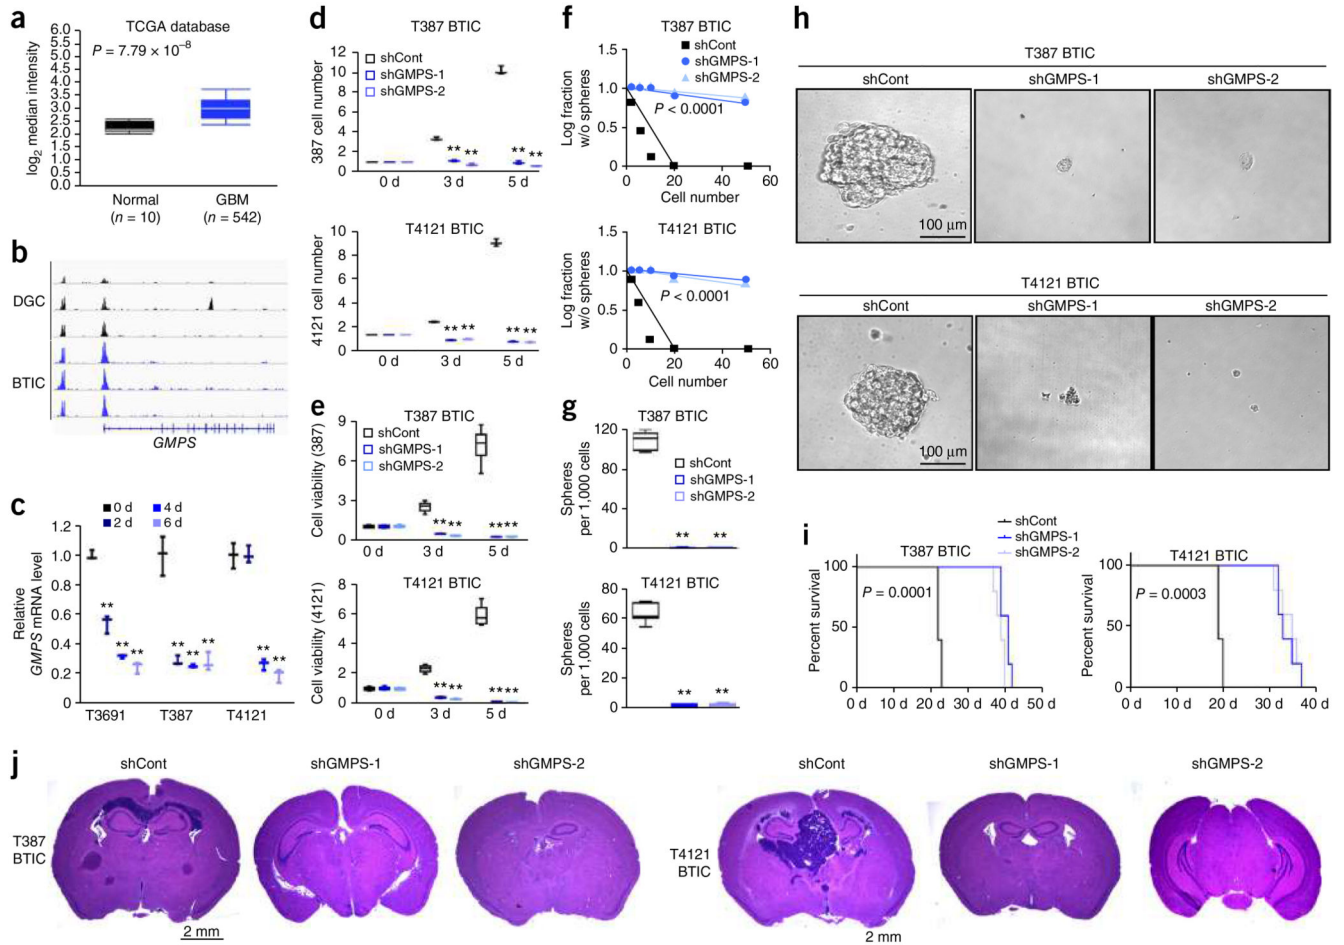 a
TCGA database
P = 7.79 × 10–8
log2 median intensity
6.0
5.5
5.0
4.5
4.0
3.5
3.0
2.5
2.0
1.5
1.0
0.5
0.0
Normal
(n = 10)
GBM
(n = 542)
b
DGC
BTIC
GMPS
c
0 d
2 d
4 d
6 d
Relative
GMPS mRNA level
1.2
1.0
0.8
0.6
0.4
0.2
0
**
** **
** ** **
** **
T3691 T387 T4121
d
T387 BTIC
shCont
shGMPS-1
shGMPS-2
387 cell number
12
10
8
6
4
2
0
** **
** **
0 d 3 d 5 d
T4121 BTIC
4121 cell number
10
8
6
4
2
0
** **
** **
0 d 3 d 5 d
e
T387 BTIC
shCont
shGMPS-1
shGMPS-2
Cell viability (387)
9
6
3
0
** **
** **
0 d 3 d 5 d
T4121 BTIC
Cell viability (4121)
8
6
4
2
0
** **
** **
0 d 3 d 5 d
f
T387 BTIC
shCont
shGMPS-1
shGMPS-2
Log fraction
w/o spheres
1.5
1.0
0.5
0
P < 0.0001
0 20 40 60
Cell number
T4121 BTIC
Log fraction
w/o spheres
1.5
1.0
0.5
0
P < 0.0001
0 20 40 60
Cell number
g
T387 BTIC
shCont
shGMPS-1
shGMPS-2
Spheres
per 1,000 cells
120
80
40
0
** **
T4121 BTIC
Spheres
per 1,000 cells
80
60
40
20
0
** **
h
T387 BTIC
shCont shGMPS-1 shGMPS-2
100 µm
T4121 BTIC
shCont shGMPS-1 shGMPS-2
100 µm
i
shCont
shGMPS-1
shGMPS-2
T387 BTIC
P = 0.0001
Percent survival
100
0
0 d 10 d 20 d 30 d 40 d 50 d
T4121 BTIC
P = 0.0003
Percent survival
100
0
0 d 10 d 20 d 30 d 40 d
j
shCont shGMPS-1 shGMPS-2
T387
BTIC
2 mm
shCont shGMPS-1 shGMPS-2
T4121
BTIC
2 mm